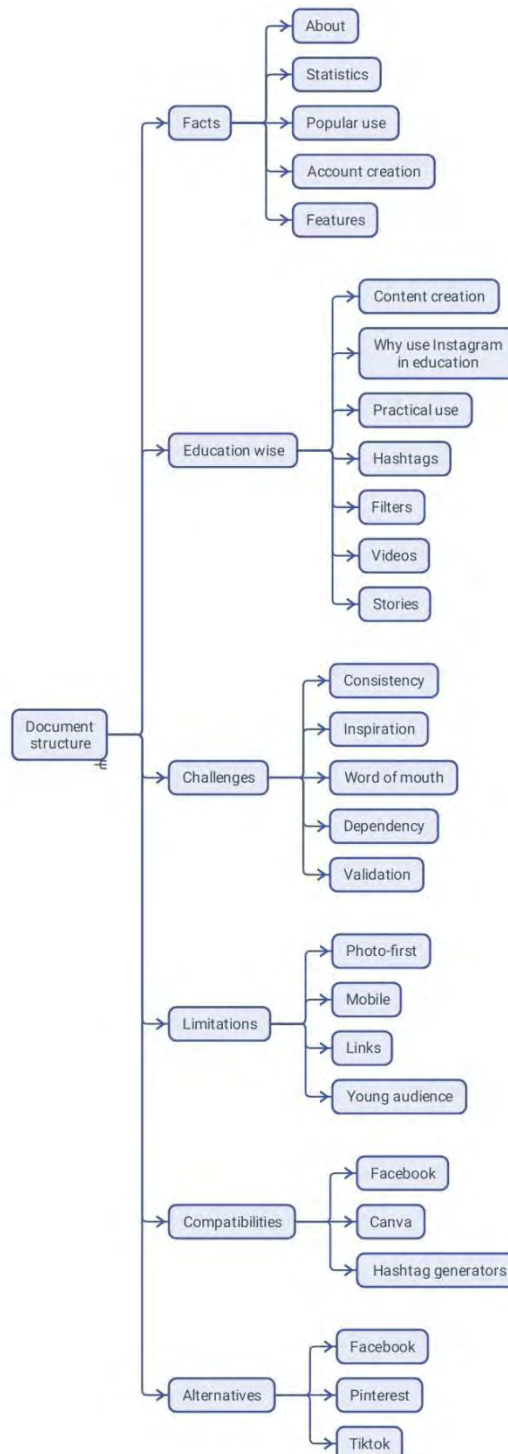 About
Statistics
Facts
Popular use
Account creation
Features
Content creation
Why use Instagram
in education
Practical use
Education wise
Hashtags
Filters
Videos
Stories
Document
structure
Consistency
Inspiration
Challenges
Word of mouth
Dependency
Validation
Photo-first
Mobile
Limitations
Links
Young audience
Facebook
Compatibilities
Canva
Hashtag generators
Facebook
Alternatives
Pinterest
Tiktok